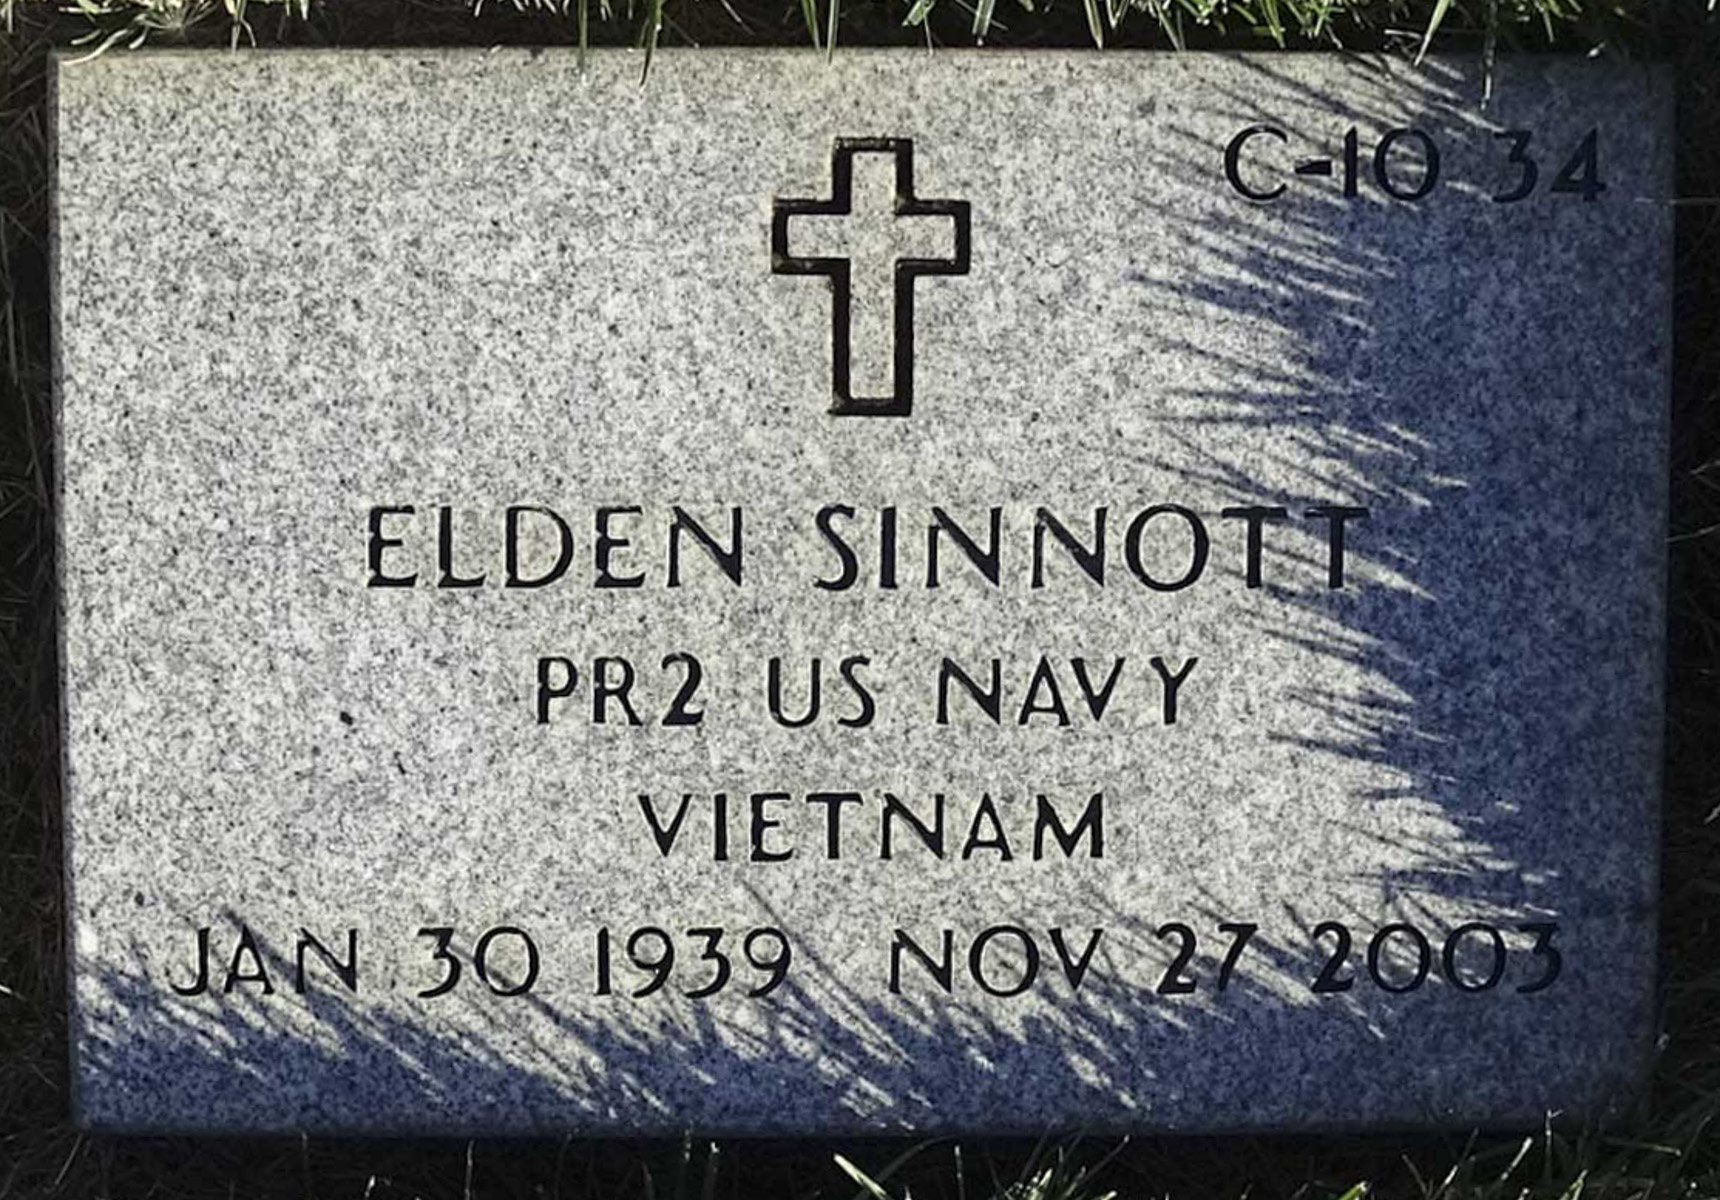 C-10 34
ELDEN SINNOTT
PR2 US NAVY
VIETNAM
JAN 30 1939 NOV 27 2003